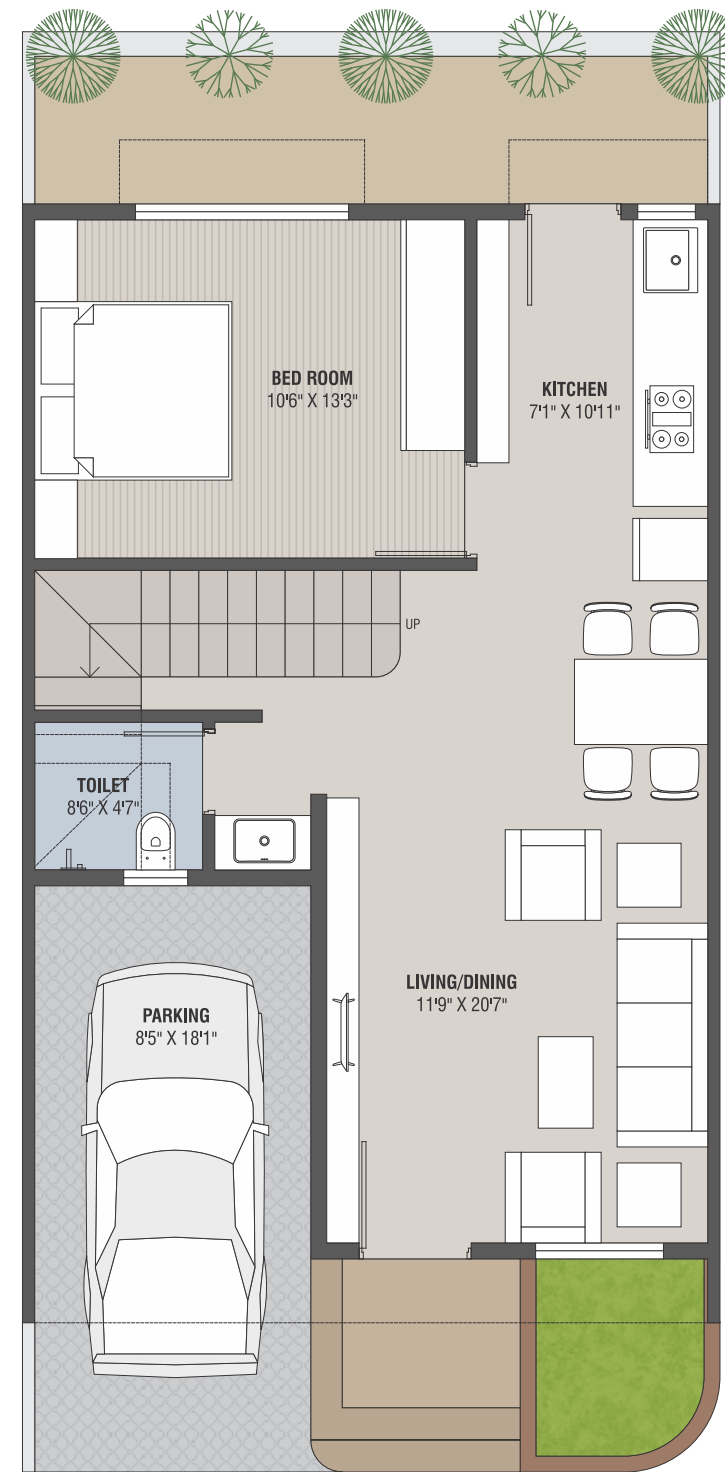 BED ROOM
10'6" X 13'3"
KITCHEN
7'1" X 10'11"
UP
TOILET
8'6" X 4'7"
LIVING/DINING
11'9" X 20'7"
PARKING
8'5" X 18'1"